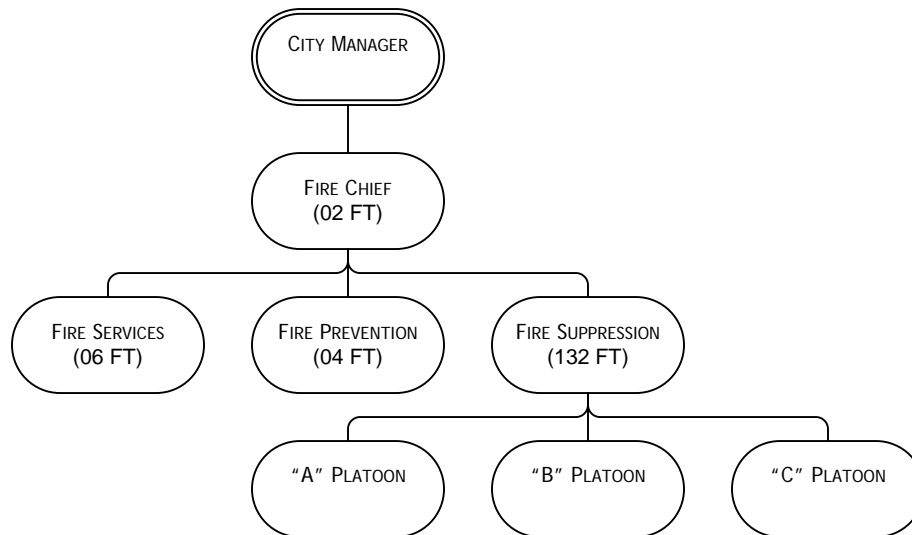 CITY MANAGER
FIRE CHIEF
(02 FT)
FIRE SERVICES
(06 FT)
FIRE PREVENTION
(04 FT)
FIRE SUPPRESSION
(132 FT)
“A” PLATOON
“B” PLATOON
“C” PLATOON